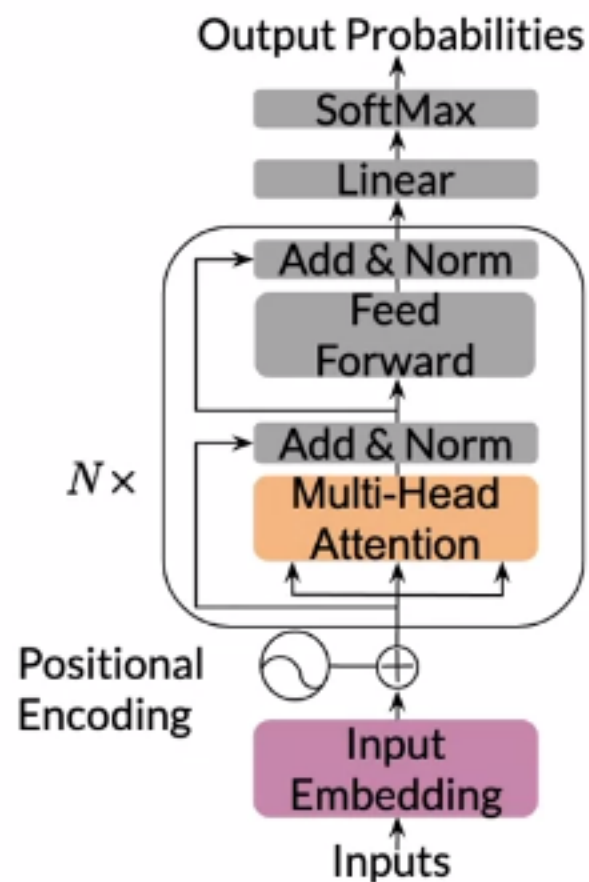 Output Probabilities
SoftMax
Linear
Add & Norm
Feed
Forward
Add & Norm
N×
Multi-Head
Attention
Positional
Encoding
Input
Embedding
Inputs